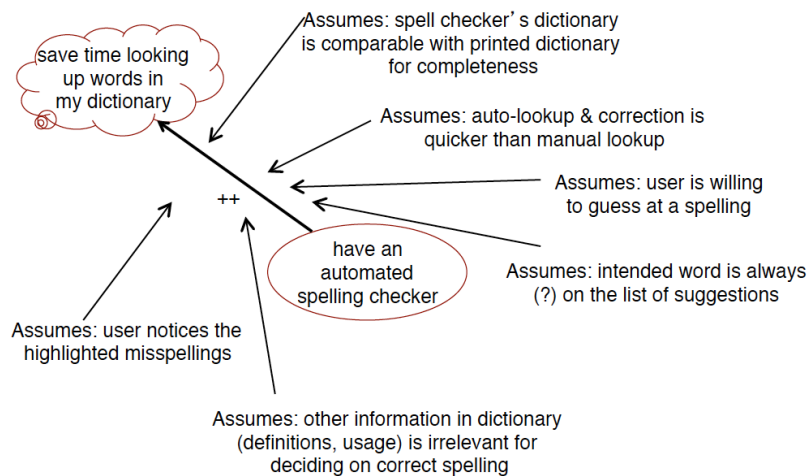 Assumes: spell checker's dictionary
is comparable with printed dictionary
for completeness
save time looking
up words in
my dictionary
Assumes: auto-lookup & correction is
quicker than manual lookup
Assumes: user is willing
to guess at a spelling
++
have an
automated
spelling checker
Assumes: intended word is always
(?) on the list of suggestions
Assumes: user notices the
highlighted misspellings
Assumes: other information in dictionary
(definitions, usage) is irrelevant for
deciding on correct spelling